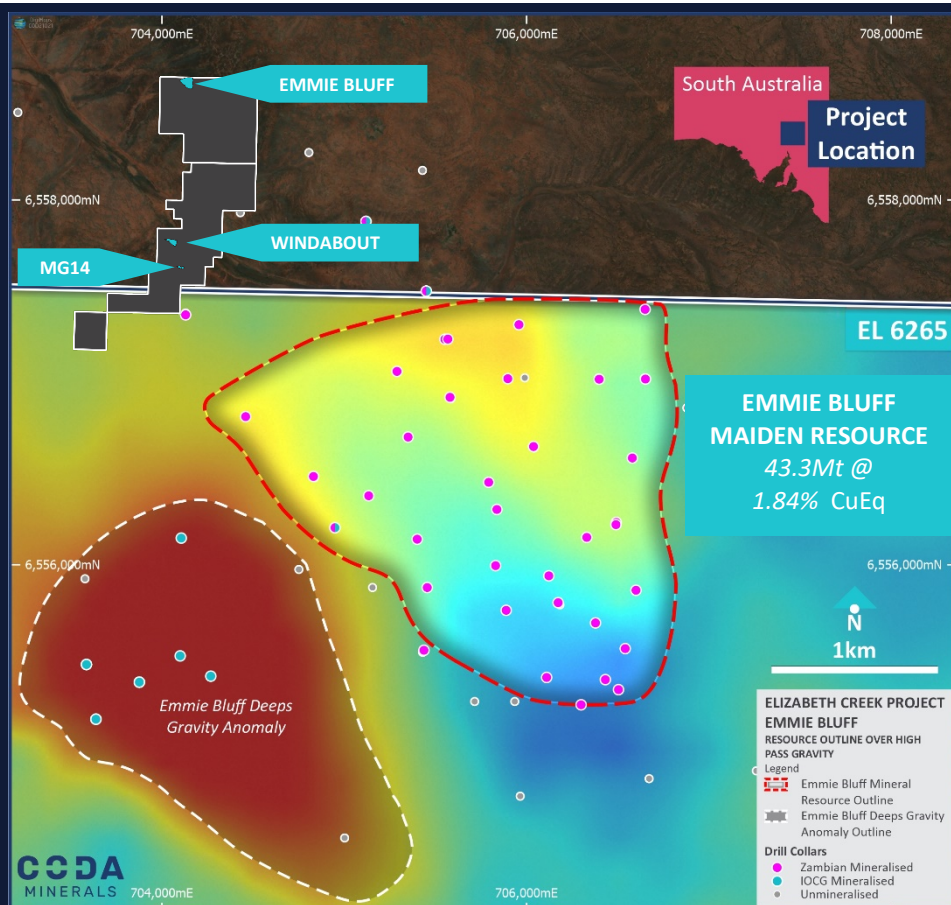 704,000mE
706,000mE
708,000mE
EMMIE BLUFF
South Australia
Project
Location
6,558,000mN
6,558,000mN
WINDABOUT
MG14
EL 6265
EMMIE BLUFF
MAIDEN RESOURCE
43.3Mt @
1.84% CuEq
6,556,000mN
6,556,000mN
N
1km
Emmie Bluff Deeps
Gravity Anomaly
ELIZABETH CREEK PROJECT
EMMIE BLUFF
RESOURCE OUTLINE OVER HIGH
PASS GRAVITY
Legend
Emmie Bluff Mineral
Resource Outline
Emmie Bluff Deeps Gravity
Anomaly Outline
Drill Collars
Zambian Mineralised
IOCG Mineralised
Unmineralised
CODA
MINERALS
704,000mE
706,000mE